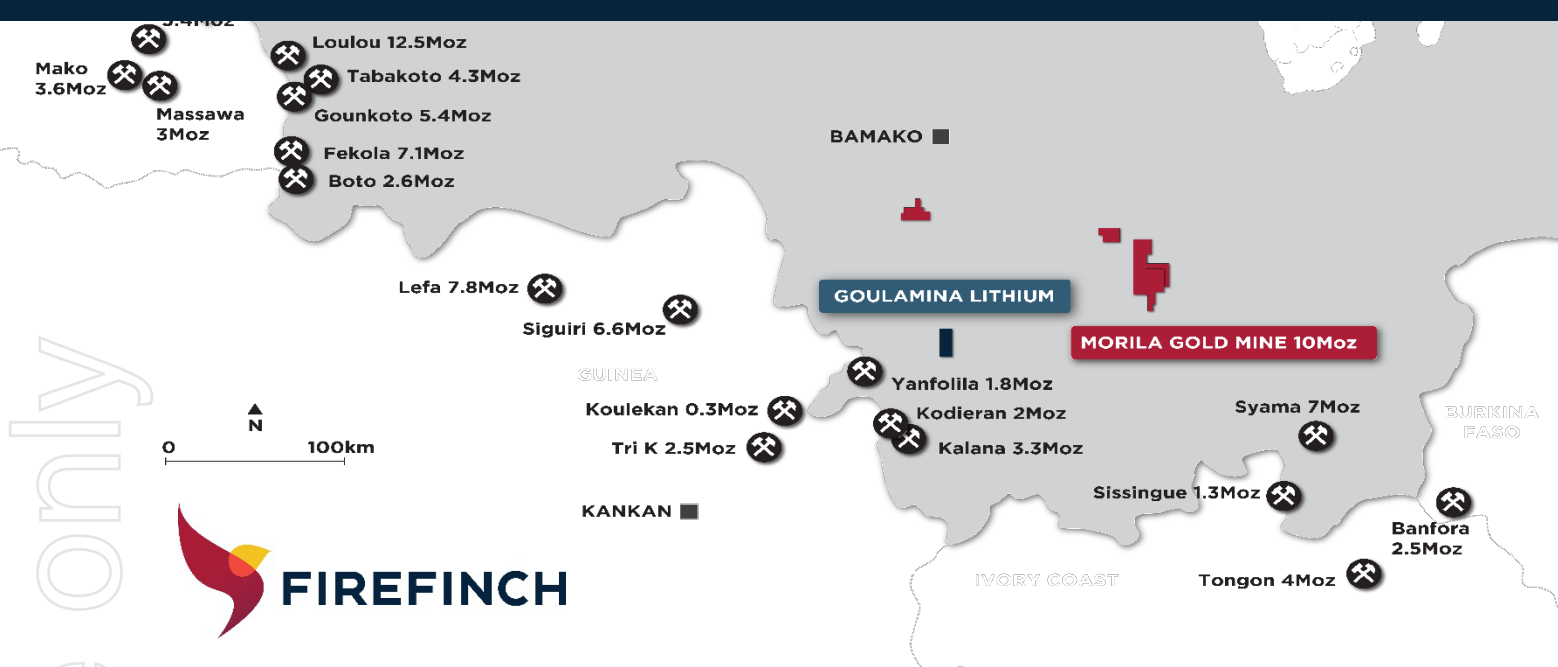 Loulou 12.5Moz
Mako
3.6Moz
Tabakoto 4.3Moz
Massawa
3Moz
Gounkoto 5.4Moz
BAMAKO
Fekola 7.1Moz
Boto 2.6Moz
Lefa 7.8Moz
GOULAMINA LITHIUM
Siguiri 6.6Moz
MORILA GOLD MINE 10Moz
GUINEA
Yanfolila 1.8Moz
Koulekan 0.3Moz
Kodieran 2Moz
Syama 7Moz
BURKINA
FASO
N
0 100km
Tri K 2.5Moz
Kalana 3.3Moz
Sissingue 1.3Moz
KANKAN
Banfora
2.5Moz
IVORY COAST
Tongon 4Moz
FIREFINCH
only